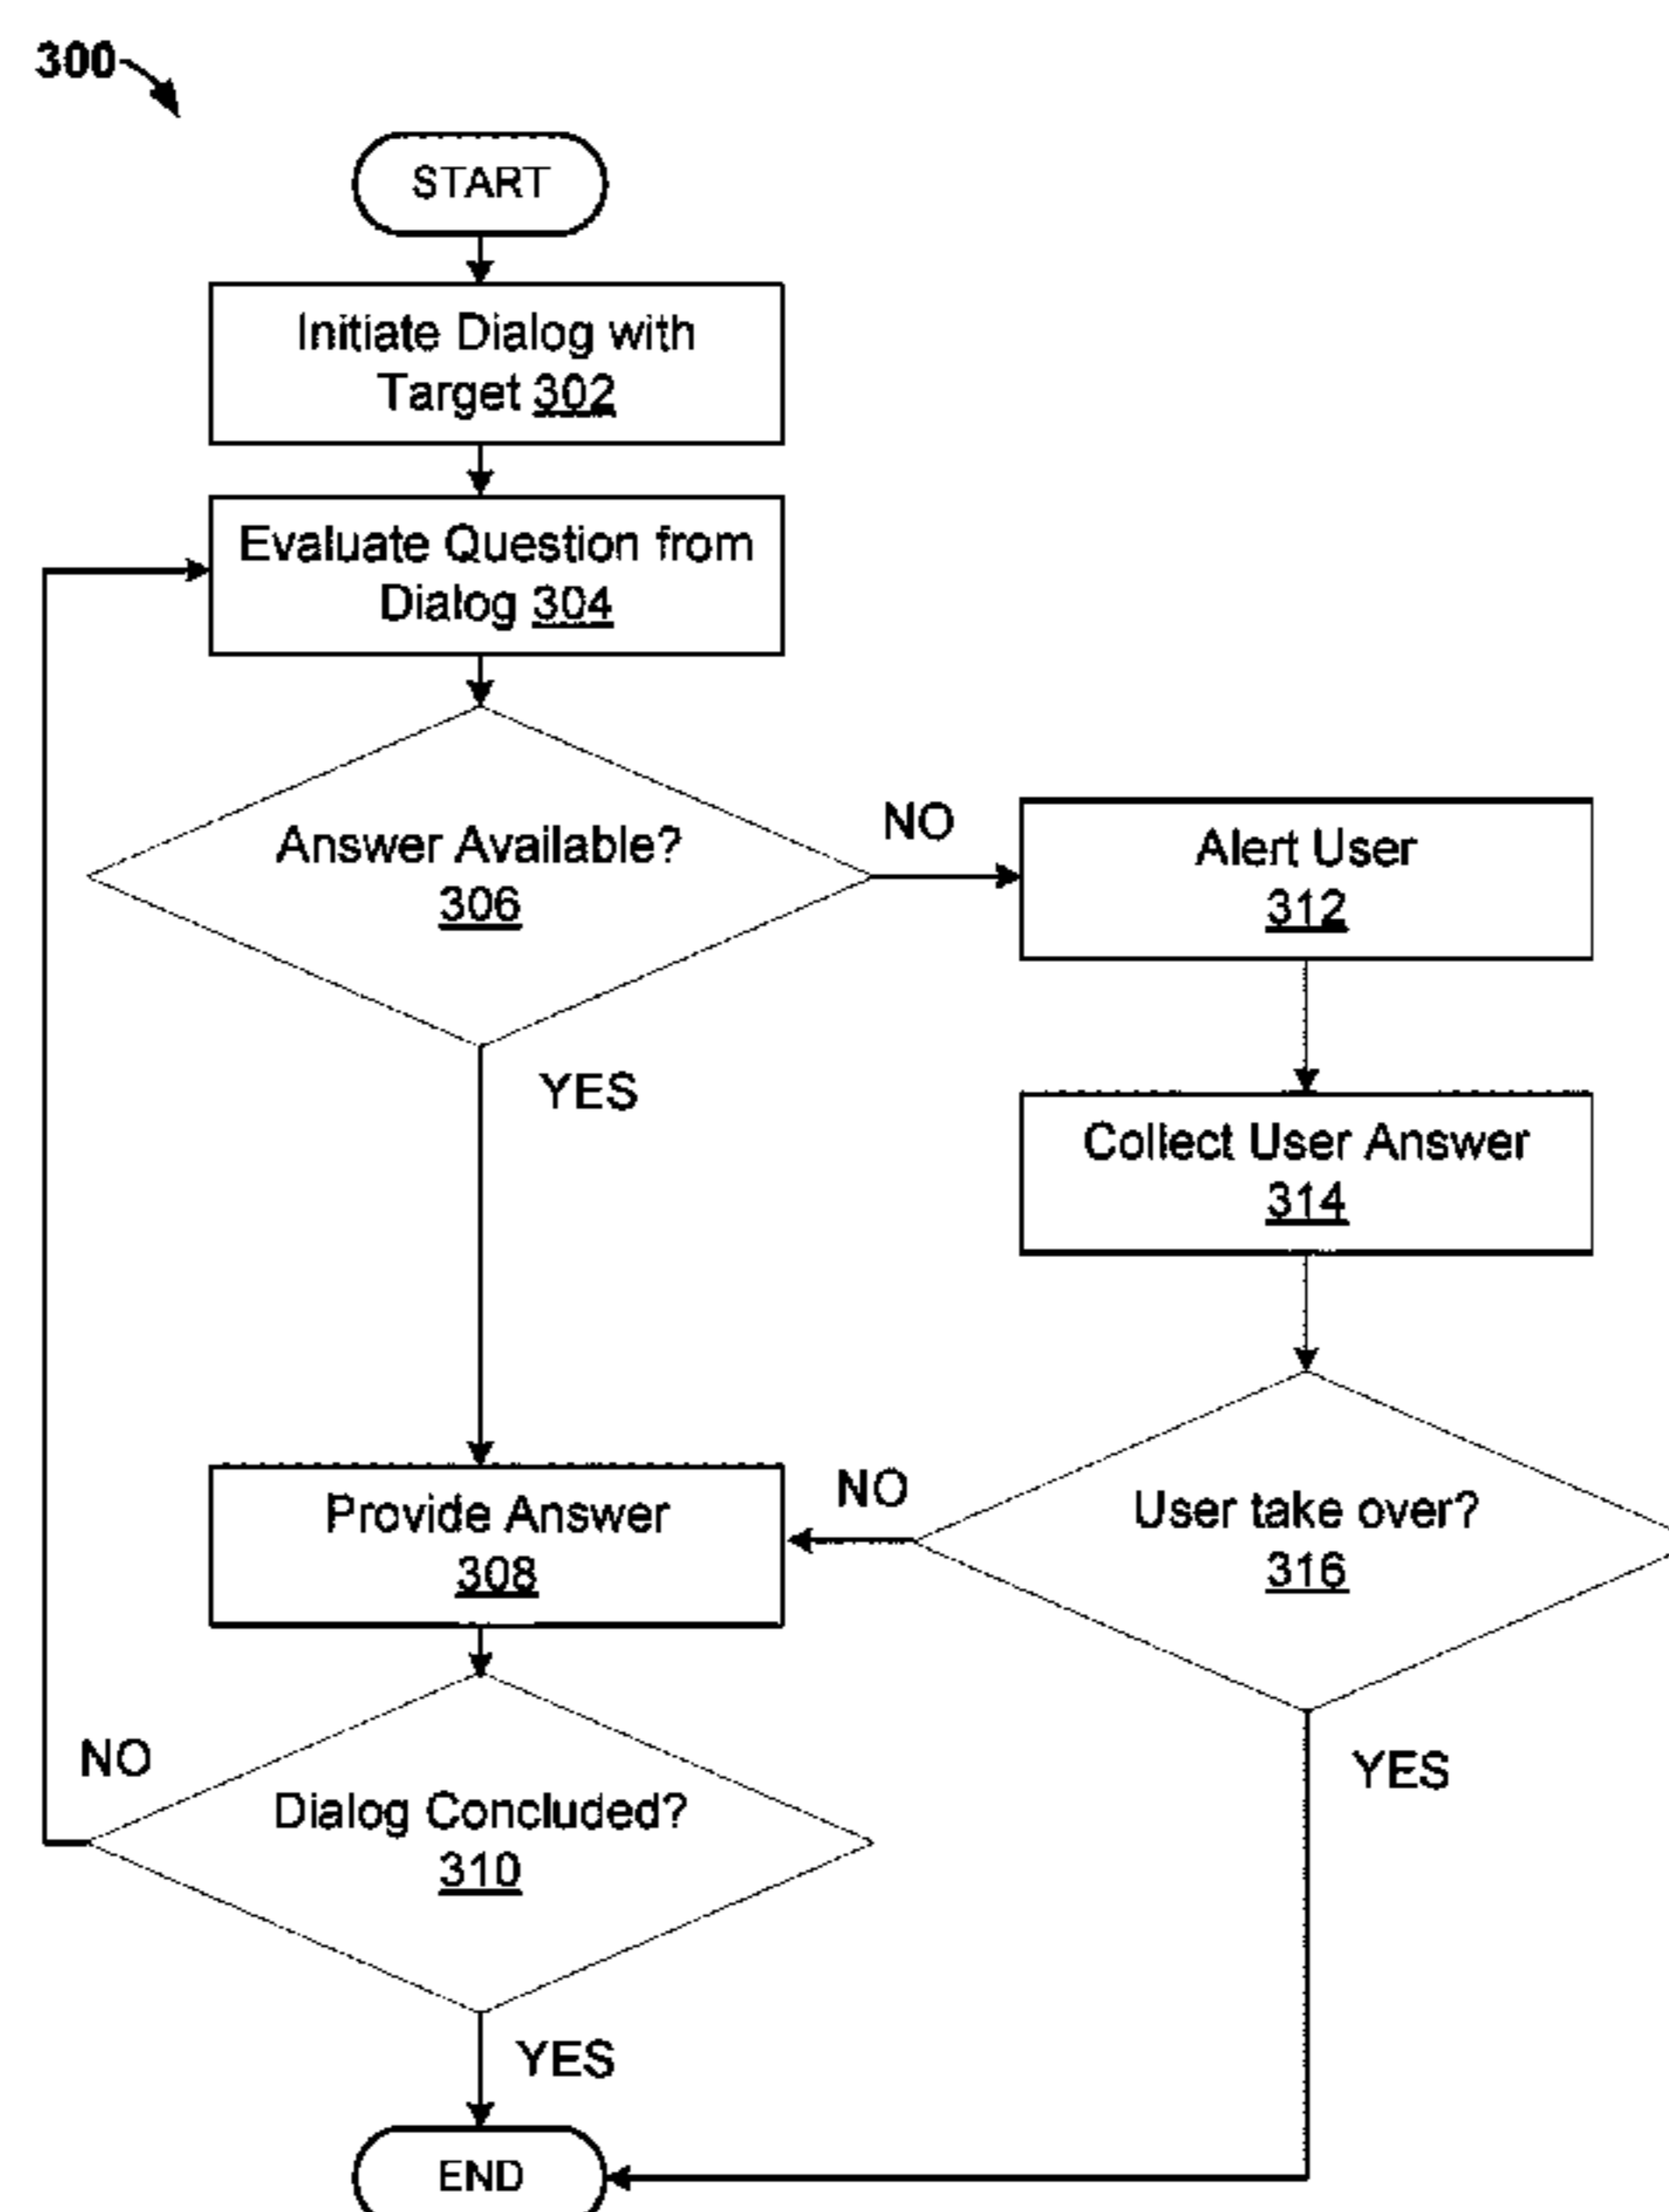 300
START
Initiate Dialog with
Target 302
Evaluate Question from
Dialog 304
Answer Available?
306
NO
Alert User
312
YES
Collect User Answer
314
Provide Answer
308
NO
User take over?
316
NO
Dialog Concluded?
310
YES
YES
END